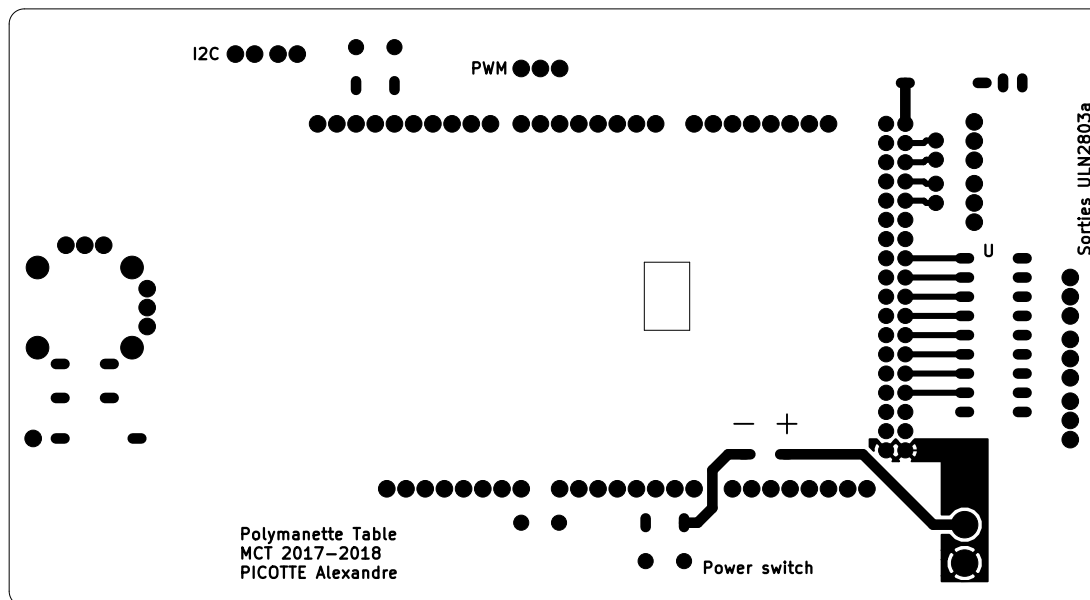 I2C
PWM
Sorties ULN2803a
U
− +
Polymanette Table
MCT 2017−2018
PICOTTE Alexandre
Power switch